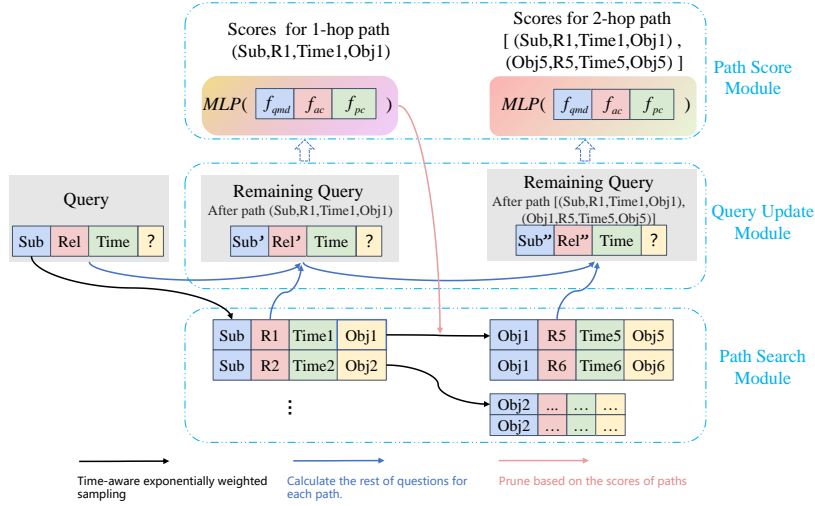 Scores for 1-hop path
(Sub,R1,Time1,Obj1)
Scores for 2-hop path
[ (Sub,R1,Time1,Obj1) ,
(Obj5,R5,Time5,Obj5) ]
MLP( f_qmd f_ac f_pc )
MLP( f_qmd f_ac f_pc )
Path Score
Module
Query
Sub Rel Time ?
Remaining Query
After path (Sub,R1,Time1,Obj1)
Sub′ Rel′ Time ?
Remaining Query
After path [(Sub,R1,Time1,Obj1),
(Obj1,R5,Time5,Obj5)]
Sub″ Rel″ Time ?
Query Update
Module
Sub R1 Time1 Obj1
Sub R2 Time2 Obj2
⋮
Obj1 R5 Time5 Obj5
Obj1 R6 Time6 Obj6
Obj2 ... ... ...
Obj2 ... ... ...
Path Search
Module
Time-aware exponentially weighted
sampling
Calculate the rest of questions for
each path.
Prune based on the scores of paths